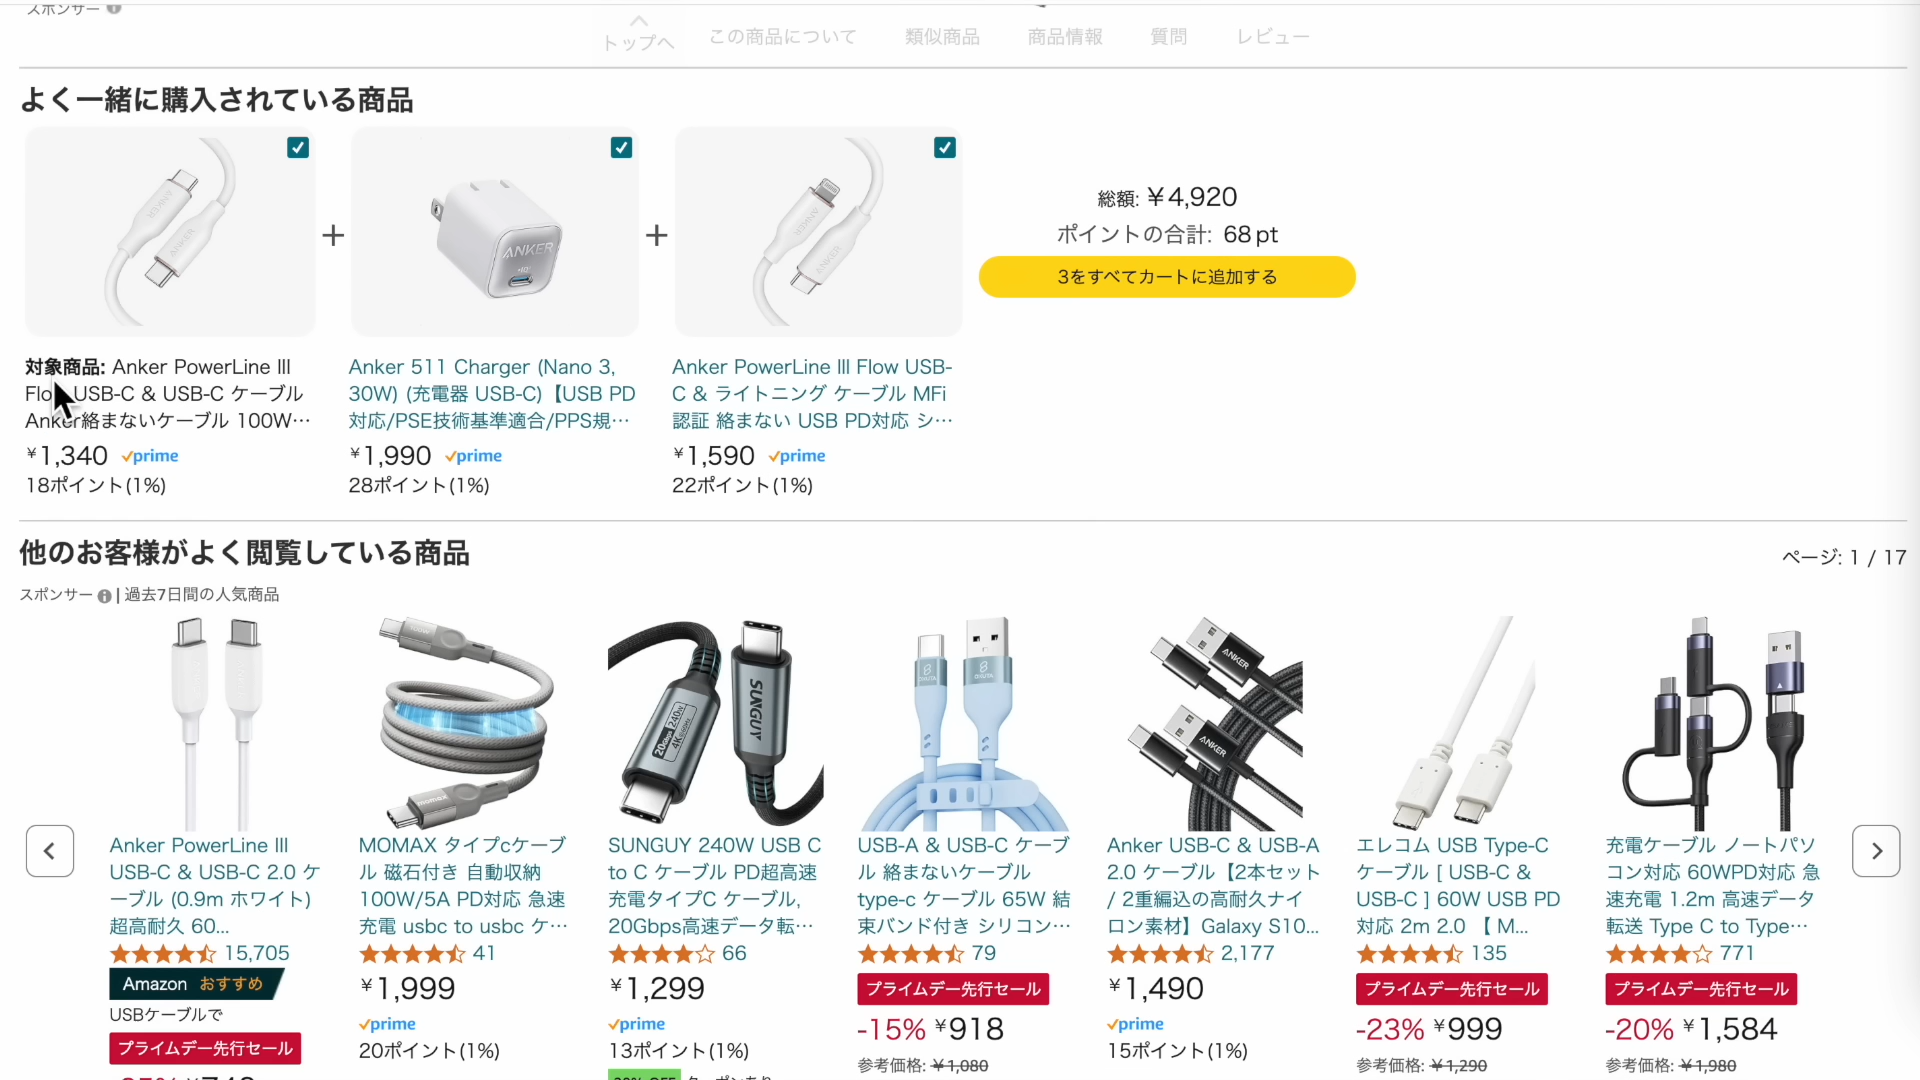 スポンサー
トップへ この商品について 類似商品 商品情報 質問 レビュー
よく一緒に購入されている商品
総額: ￥4,920
ポイントの合計: 68 pt
3をすべてカートに追加する
ANKER
ANKER
ANKER
ANKER
ANKER
対象商品: Anker PowerLine III
Flow USB-C & USB-C ケーブル
Anker絡まないケーブル 100W…
¥1,340 prime
18ポイント(1%)
Anker 511 Charger (Nano 3,
30W) (充電器 USB-C)【USB PD
対応/PSE技術基準適合/PPS規…
¥1,990 prime
28ポイント(1%)
Anker PowerLine III Flow USB-
C & ライトニング ケーブル MFi
認証 絡まない USB PD対応 シ…
¥1,590 prime
22ポイント(1%)
他のお客様がよく閲覧している商品
ページ: 1 / 17
スポンサー | 過去7日間の人気商品
Anker PowerLine III
USB-C & USB-C 2.0 ケ
ーブル (0.9m ホワイト)
超高耐久 60...
15,705
Amazon おすすめ
USBケーブルで
プライムデー先行セール
momax
MOMAX タイプcケーブ
ル 磁石付き 自動収納
100W/5A PD対応 急速
充電 usbc to usbc ケ…
41
¥1,999
prime
20ポイント(1%)
20Gbps 240W
SUNGUY
SUNGUY 240W USB C
to C ケーブル PD超高速
充電タイプC ケーブル,
20Gbps高速データ転…
66
¥1,299
prime
13ポイント(1%)
USB-A & USB-C ケーブ
ル 絡まないケーブル
type-c ケーブル 65W 結
束バンド付き シリコン…
79
プライムデー先行セール
-15% ¥918
参考価格: ¥1,080
ANKER
ANKER
Anker USB-C & USB-A
2.0 ケーブル【2本セット
/ 2重編込の高耐久ナイ
ロン素材】Galaxy S10...
2,177
¥1,490
prime
15ポイント(1%)
エレコム USB Type-C
ケーブル [ USB-C &
USB-C ] 60W USB PD
対応 2m 2.0 【 M...
135
プライムデー先行セール
-23% ¥999
参考価格: ¥1,290
充電ケーブル ノートパソ
コン対応 60WPD対応 急
速充電 1.2m 高速データ
転送 Type C to Type…
771
プライムデー先行セール
-20% ¥1,584
参考価格: ¥1,980